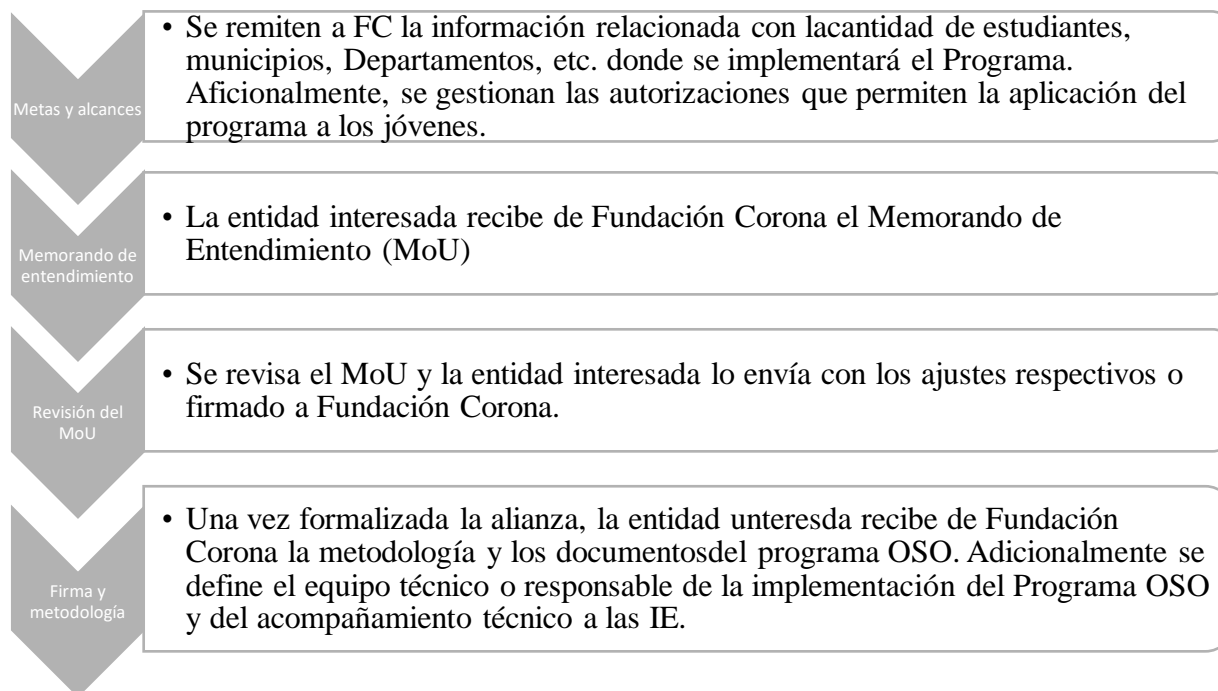 Metas y alcances
• Se remiten a FC la información relacionada con lacantidad de estudiantes,
municipios, Departamentos, etc. donde se implementará el Programa.
Aficionalmente, se gestionan las autorizaciones que permiten la aplicación del
programa a los jóvenes.
Memorando de
entendimiento
• La entidad interesada recibe de Fundación Corona el Memorando de
Entendimiento (MoU)
Revisión del
MoU
• Se revisa el MoU y la entidad interesada lo envía con los ajustes respectivos o
firmado a Fundación Corona.
Firma y
metodología
• Una vez formalizada la alianza, la entidad unteresda recibe de Fundación
Corona la metodología y los documentosdel programa OSO. Adicionalmente se
define el equipo técnico o responsable de la implementación del Programa OSO
y del acompañamiento técnico a las IE.